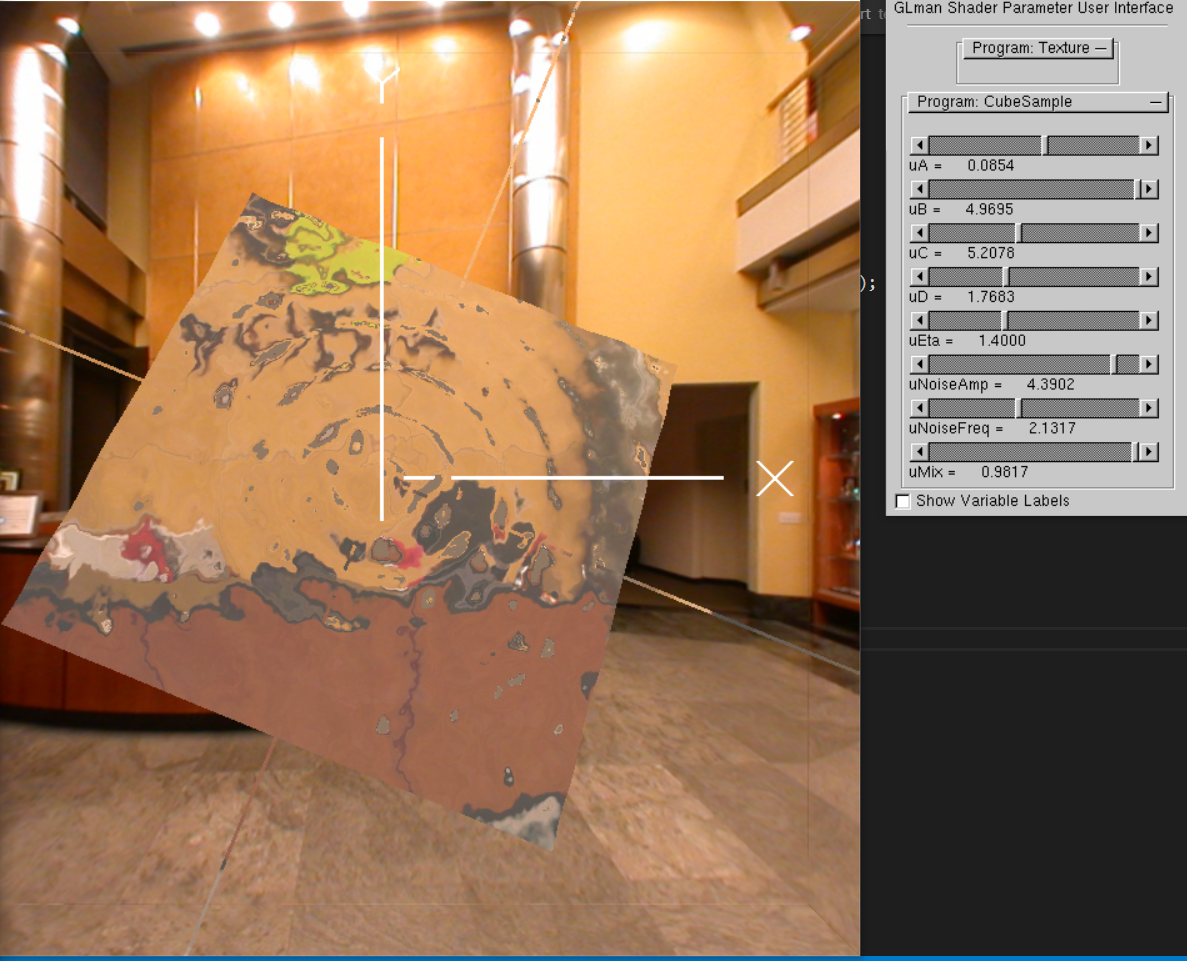 GLman Shader Parameter User Interface
rt t
Program: Texture
Program: CubeSample
uA = 0.0854
uB = 4.9695
uC = 5.2078
);
uD = 1.7683
uEta = 1.4000
uNoiseAmp = 4.3902
uNoiseFreq = 2.1317
uMix = 0.9817
Show Variable Labels
Y
X